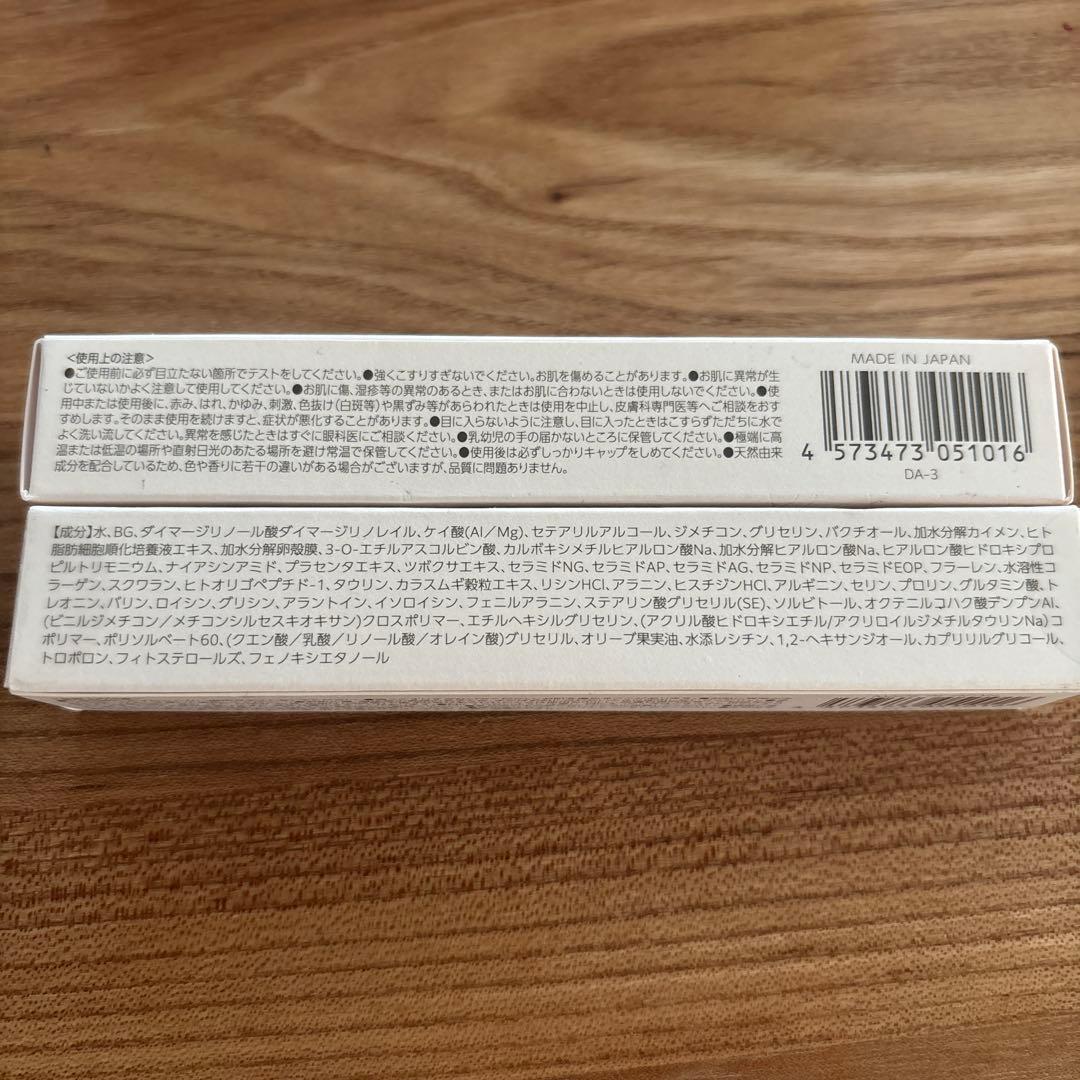 <使用上の注意>
●ご使用前に必ず目立たない箇所でテストをしてください。●強くこすりすぎないでください。お肌を傷めることがあります。●お肌に異常が生
じていないかよく注意して使用してください。●お肌に傷、湿疹等の異常のあるとき、またはお肌に合わないときは使用しないでください。●使
用中または使用後に、赤み、はれ、かゆみ、刺激、色抜け(白斑等)や黒ずみ等があらわれたときは使用を中止し、皮膚科専門医等へご相談をおす
すめします。そのまま使用を続けますと、症状が悪化することがあります。●目に入らないように注意し、目に入ったときはこすらずただちに水で
よく洗い流してください。異常を感じたときはすぐに眼科医にご相談ください。●乳幼児の手の届かないところに保管してください。●極端に高
温または低温の場所や直射日光のあたる場所を避け常温で保管してください。●使用後は必ずしっかりキャップをしめてください。●天然由来
成分を配合しているため、色や香りに若干の違いがある場合がございますが、品質に問題ありません。
MADE IN JAPAN
4 573473 051016
DA-3
【成分】水、BG、ダイマージリノール酸ダイマージリノレイル、ケイ酸(Al/Mg)、セテアリルアルコール、ジメチコン、グリセリン、バクチオール、加水分解カイメン、ヒト
脂肪細胞順化培養液エキス、加水分解卵殻膜、3-O-エチルアスコルビン酸、カルボキシメチルヒアルロン酸Na、加水分解ヒアルロン酸Na、ヒアルロン酸ヒドロキシプロ
ピルトリモニウム、ナイアシンアミド、プラセンタエキス、ツボクサエキス、セラミドNG、セラミドAP、セラミドAG、セラミドNP、セラミドEOP、フラーレン、水溶性コ
ラーゲン、スクワラン、ヒトオリゴペプチド-1、タウリン、カラスムギ穀粒エキス、リシンHCl、アラニン、ヒスチジンHCl、アルギニン、セリン、プロリン、グルタミン酸、ト
レオニン、バリン、ロイシン、グリシン、アラントイン、イソロイシン、フェニルアラニン、ステアリン酸グリセリル(SE)、ソルビトール、オクテニルコハク酸デンプンAl、
(ビニルジメチコン/メチコンシルセスキオキサン)クロスポリマー、エチルヘキシルグリセリン、(アクリル酸ヒドロキシエチル/アクリロイルジメチルタウリンNa)コ
ポリマー、ポリソルベート60、(クエン酸/乳酸/リノール酸/オレイン酸)グリセリル、オリーブ果実油、水添レシチン、1,2-ヘキサンジオール、カプリリルグリコール、
トロポロン、フィトステロールズ、フェノキシエタノール